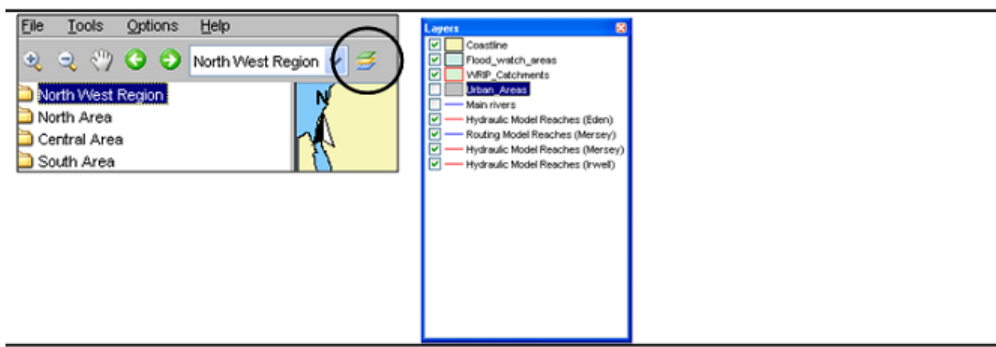 File Tools Options Help
North West Region
North West Region
North Area
Central Area
South Area
N
Layers
Coastline
Flood_watch_areas
WRIP_Catchments
Urban_Areas
Main rivers
Hydraulic Model Reaches (Eden)
Routing Model Reaches (Mersey)
Hydraulic Model Reaches (Mersey)
Hydraulic Model Reaches (Irwell)